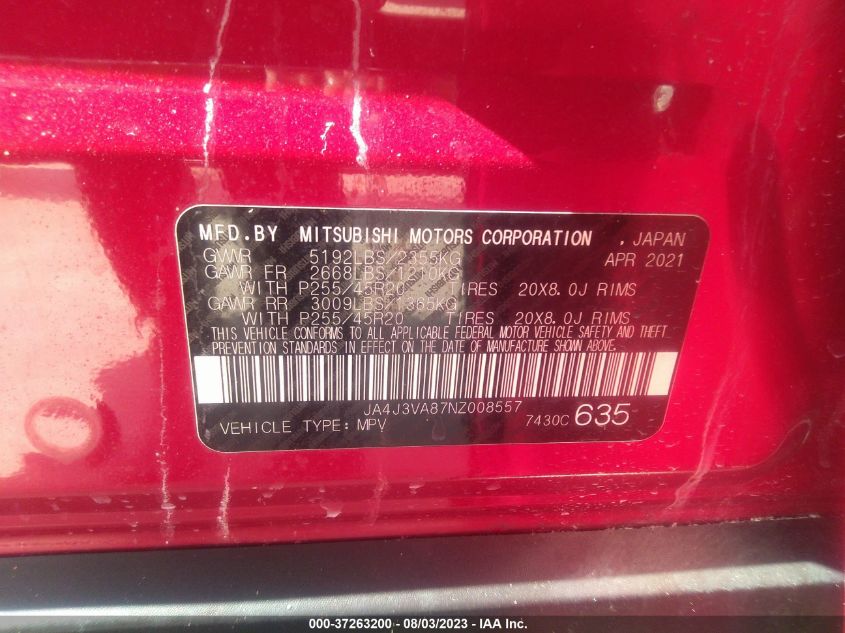 MFD.BY MITSUBISHI MOTORS CORPORATION , JAPAN
GVWR 5192LBS/2355KG APR 2021
GAWR FR 2668LBS/1210KG
WITH P255/45R20 TIRES 20X8.0J RIMS
GAWR RR 3009LBS/1365KG
WITH P255/45R20 TIRES 20X8.0J RIMS
THIS VEHICLE CONFORMS TO ALL APPLICABLE FEDERAL MOTOR VEHICLE SAFETY AND THEFT
PREVENTION STANDARDS IN EFFECT ON THE DATE OF MANUFACTURE SHOWN ABOVE.
JA4J3VA87NZ008557
VEHICLE TYPE: MPV 7430C 635
000-37263200 - 08/03/2023 - IAA Inc.